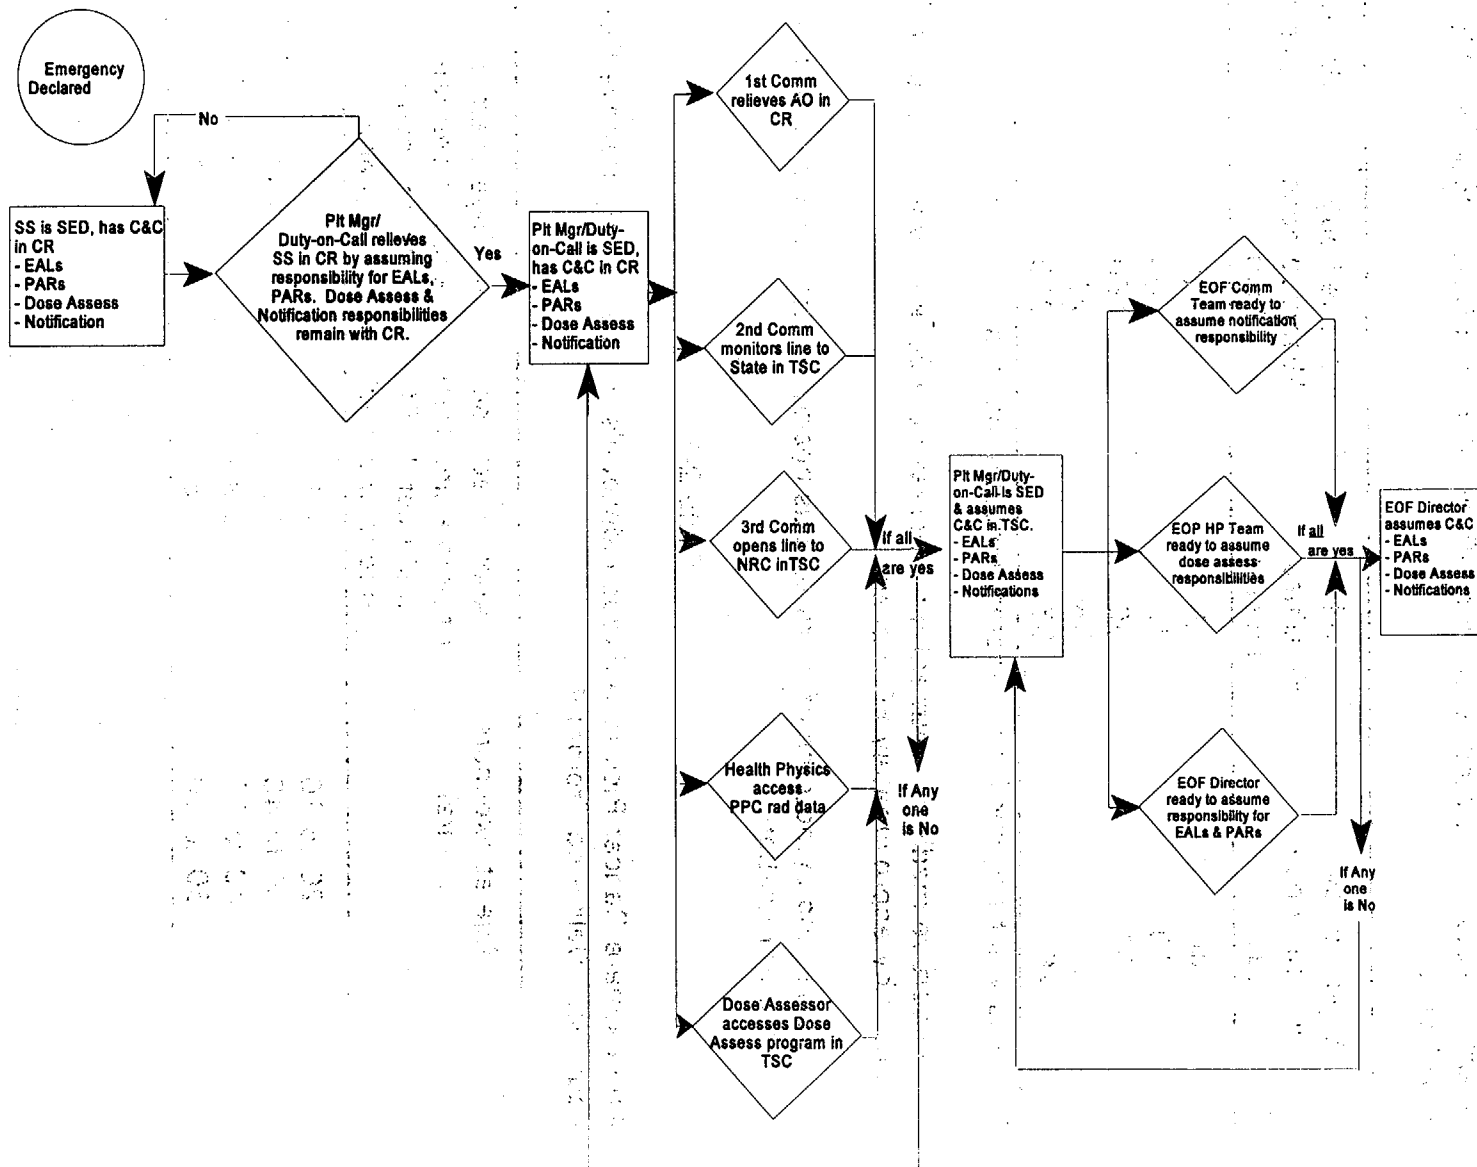 Emergency
Declared
No
SS is SED, has C&C
in CR
- EALs
- PARs
- Dose Assess
- Notification
Plt Mgr/
Duty-on-Call relieves
SS in CR by assuming
responsibility for EALs,
PARs. Dose Assess &
Notification responsibilities
remain with CR.
Yes
Plt Mgr/Duty-
on-Call is SED,
has C&C in CR
- EALs
- PARs
- Dose Assess
- Notification
1st Comm
relieves AO in
CR
2nd Comm
monitors line to
State in TSC
3rd Comm
opens line to
NRC inTSC
Health Physics
access
PPC rad data
Dose Assessor
accesses Dose
Assess program in
TSC
If all
are yes
If Any
one
is No
Plt Mgr/Duty-
on-Call is SED
& assumes
C&C in TSC.
- EALs
- PARs
- Dose Assess
- Notifications
EOF Comm
Team ready to
assume notification
responsibility
EOP HP Team
ready to assume
dose assess
responsibilities
EOF Director
ready to assume
responsibility for
EALs & PARs
If all
are yes
If Any
one
is No
EOF Director
assumes C&C
- EALs
- PARs
- Dose Assess
- Notifications